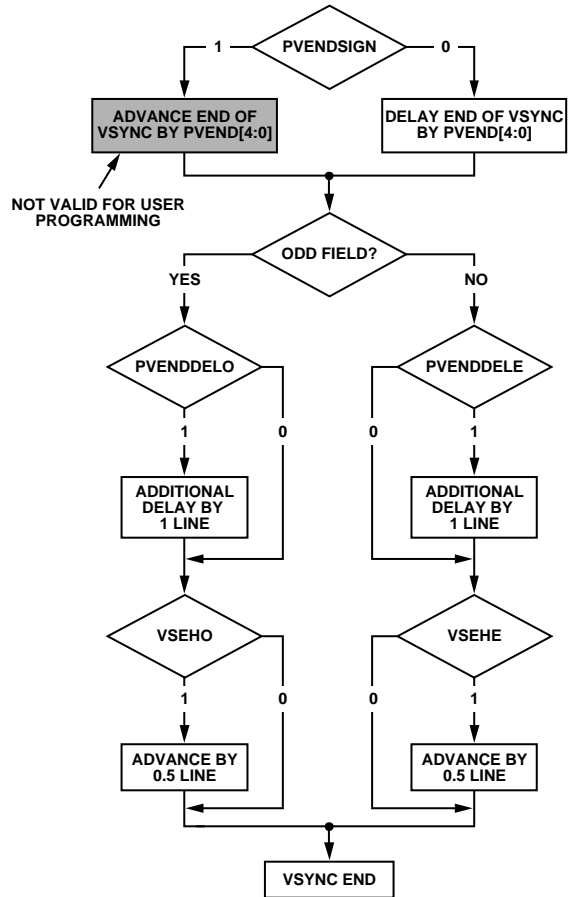 PVENDSIGN
1
0
ADVANCE END OF
VSYNC BY PVEND[4:0]
DELAY END OF VSYNC
BY PVEND[4:0]
NOT VALID FOR USER
PROGRAMMING
ODD FIELD?
YES
NO
PVENDDELO
PVENDDELE
1
0
0
1
ADDITIONAL
DELAY BY
1 LINE
ADDITIONAL
DELAY BY
1 LINE
VSEHO
VSEHE
1
0
0
1
ADVANCE BY
0.5 LINE
ADVANCE BY
0.5 LINE
VSYNC END